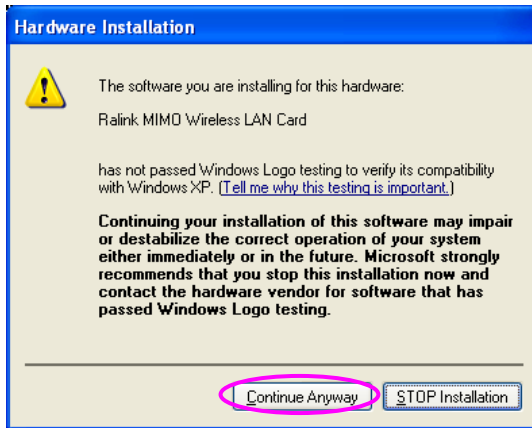 Hardware Installation
The software you are installing for this hardware:
Ralink MIMO Wireless LAN Card
has not passed Windows Logo testing to verify its compatibility
with Windows XP. (Tell me why this testing is important.)
Continuing your installation of this software may impair
or destabilize the correct operation of your system
either immediately or in the future. Microsoft strongly
recommends that you stop this installation now and
contact the hardware vendor for software that has
passed Windows Logo testing.
Continue Anyway
STOP Installation